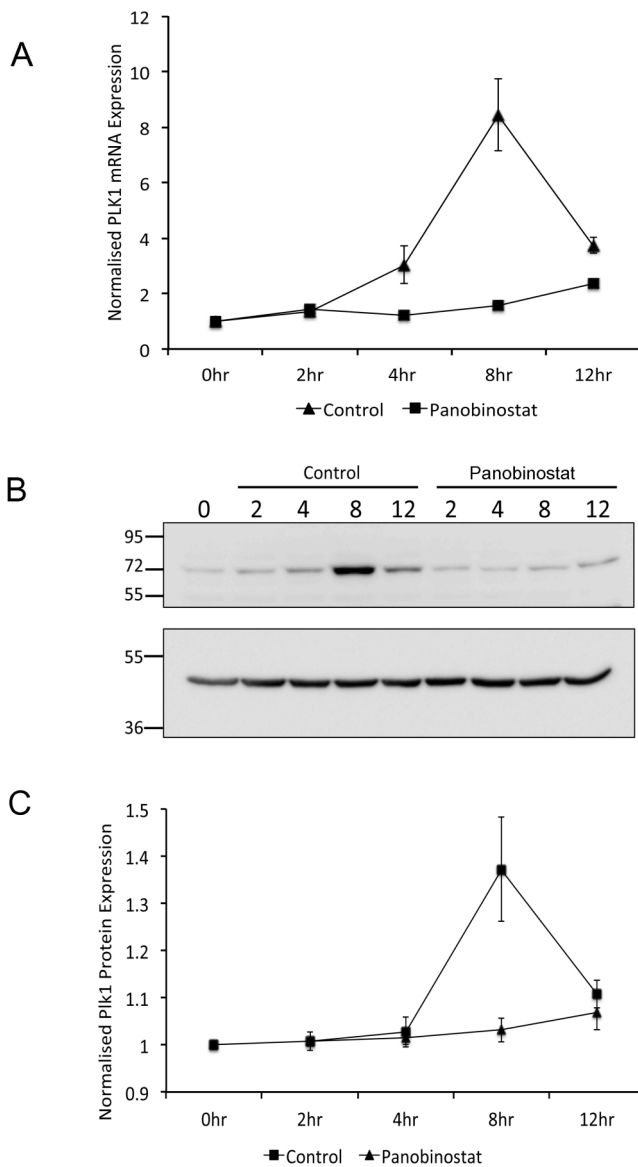 A
12
10
8
6
4
2
0
Normalised PLK1 mRNA Expression
0hr 2hr 4hr 8hr 12hr
Control Panobinostat
B
Control Panobinostat
0 2 4 8 12 2 4 8 12
95
72
55
55
36
C
1.5
1.4
1.3
1.2
1.1
1
0.9
Normalised Plk1 Protein Expression
0hr 2hr 4hr 8hr 12hr
Control Panobinostat